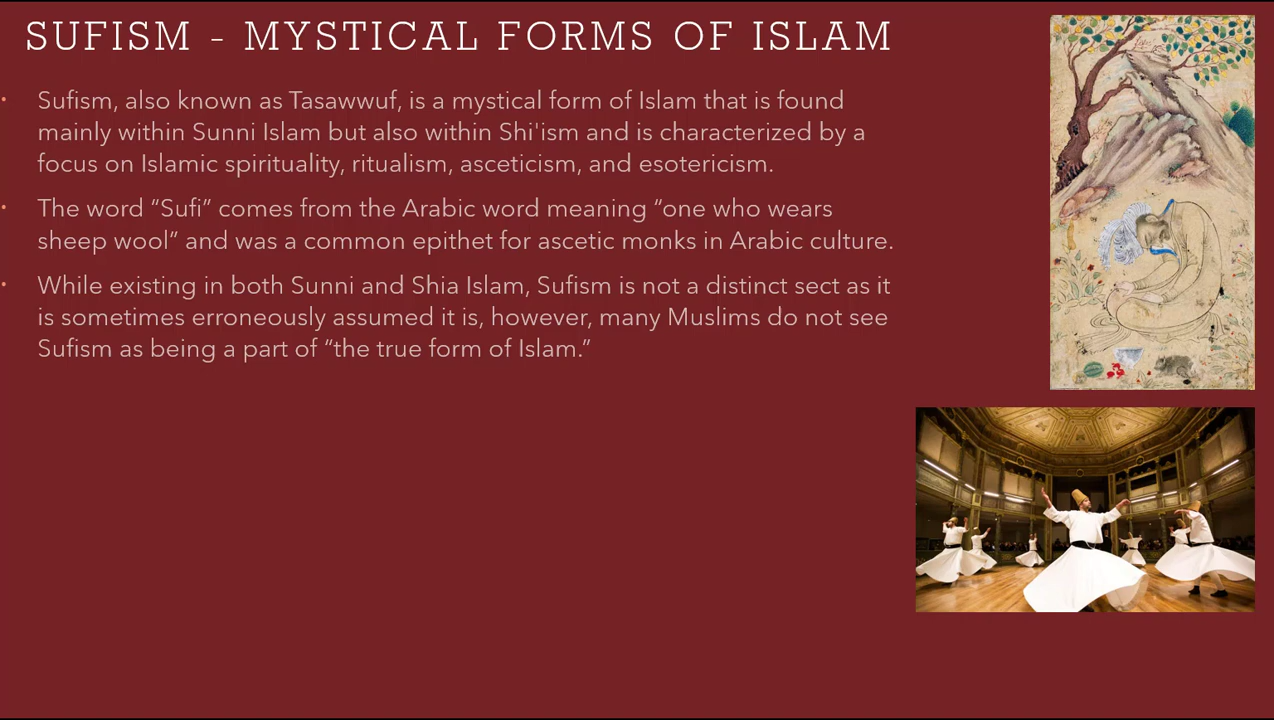 SUFISM - MYSTICAL FORMS OF ISLAM
• Sufism, also known as Tasawwuf, is a mystical form of Islam that is found
mainly within Sunni Islam but also within Shi'ism and is characterized by a
focus on Islamic spirituality, ritualism, asceticism, and esotericism.
• The word “Sufi” comes from the Arabic word meaning “one who wears
sheep wool” and was a common epithet for ascetic monks in Arabic culture.
• While existing in both Sunni and Shia Islam, Sufism is not a distinct sect as it
is sometimes erroneously assumed it is, however, many Muslims do not see
Sufism as being a part of “the true form of Islam.”